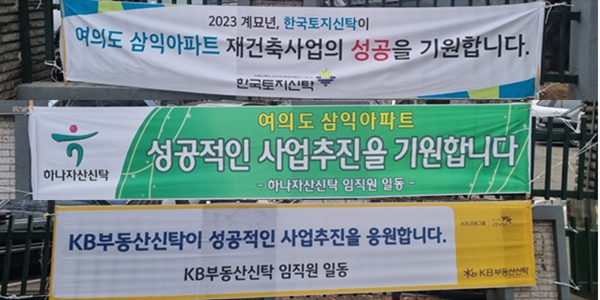 2023 계묘년, 한국토지신탁이
여의도 삼익아파트 재건축사업의 성공을 기원합니다.
한국토지신탁
여의도 삼익아파트
성공적인 사업추진을 기원합니다
하나자산신탁
- 하나자산신탁 임직원 일동 -
KB부동산신탁이 성공적인 사업추진을 응원합니다.
KB부동산신탁 임직원 일동
KB금융그룹
KB부동산신탁